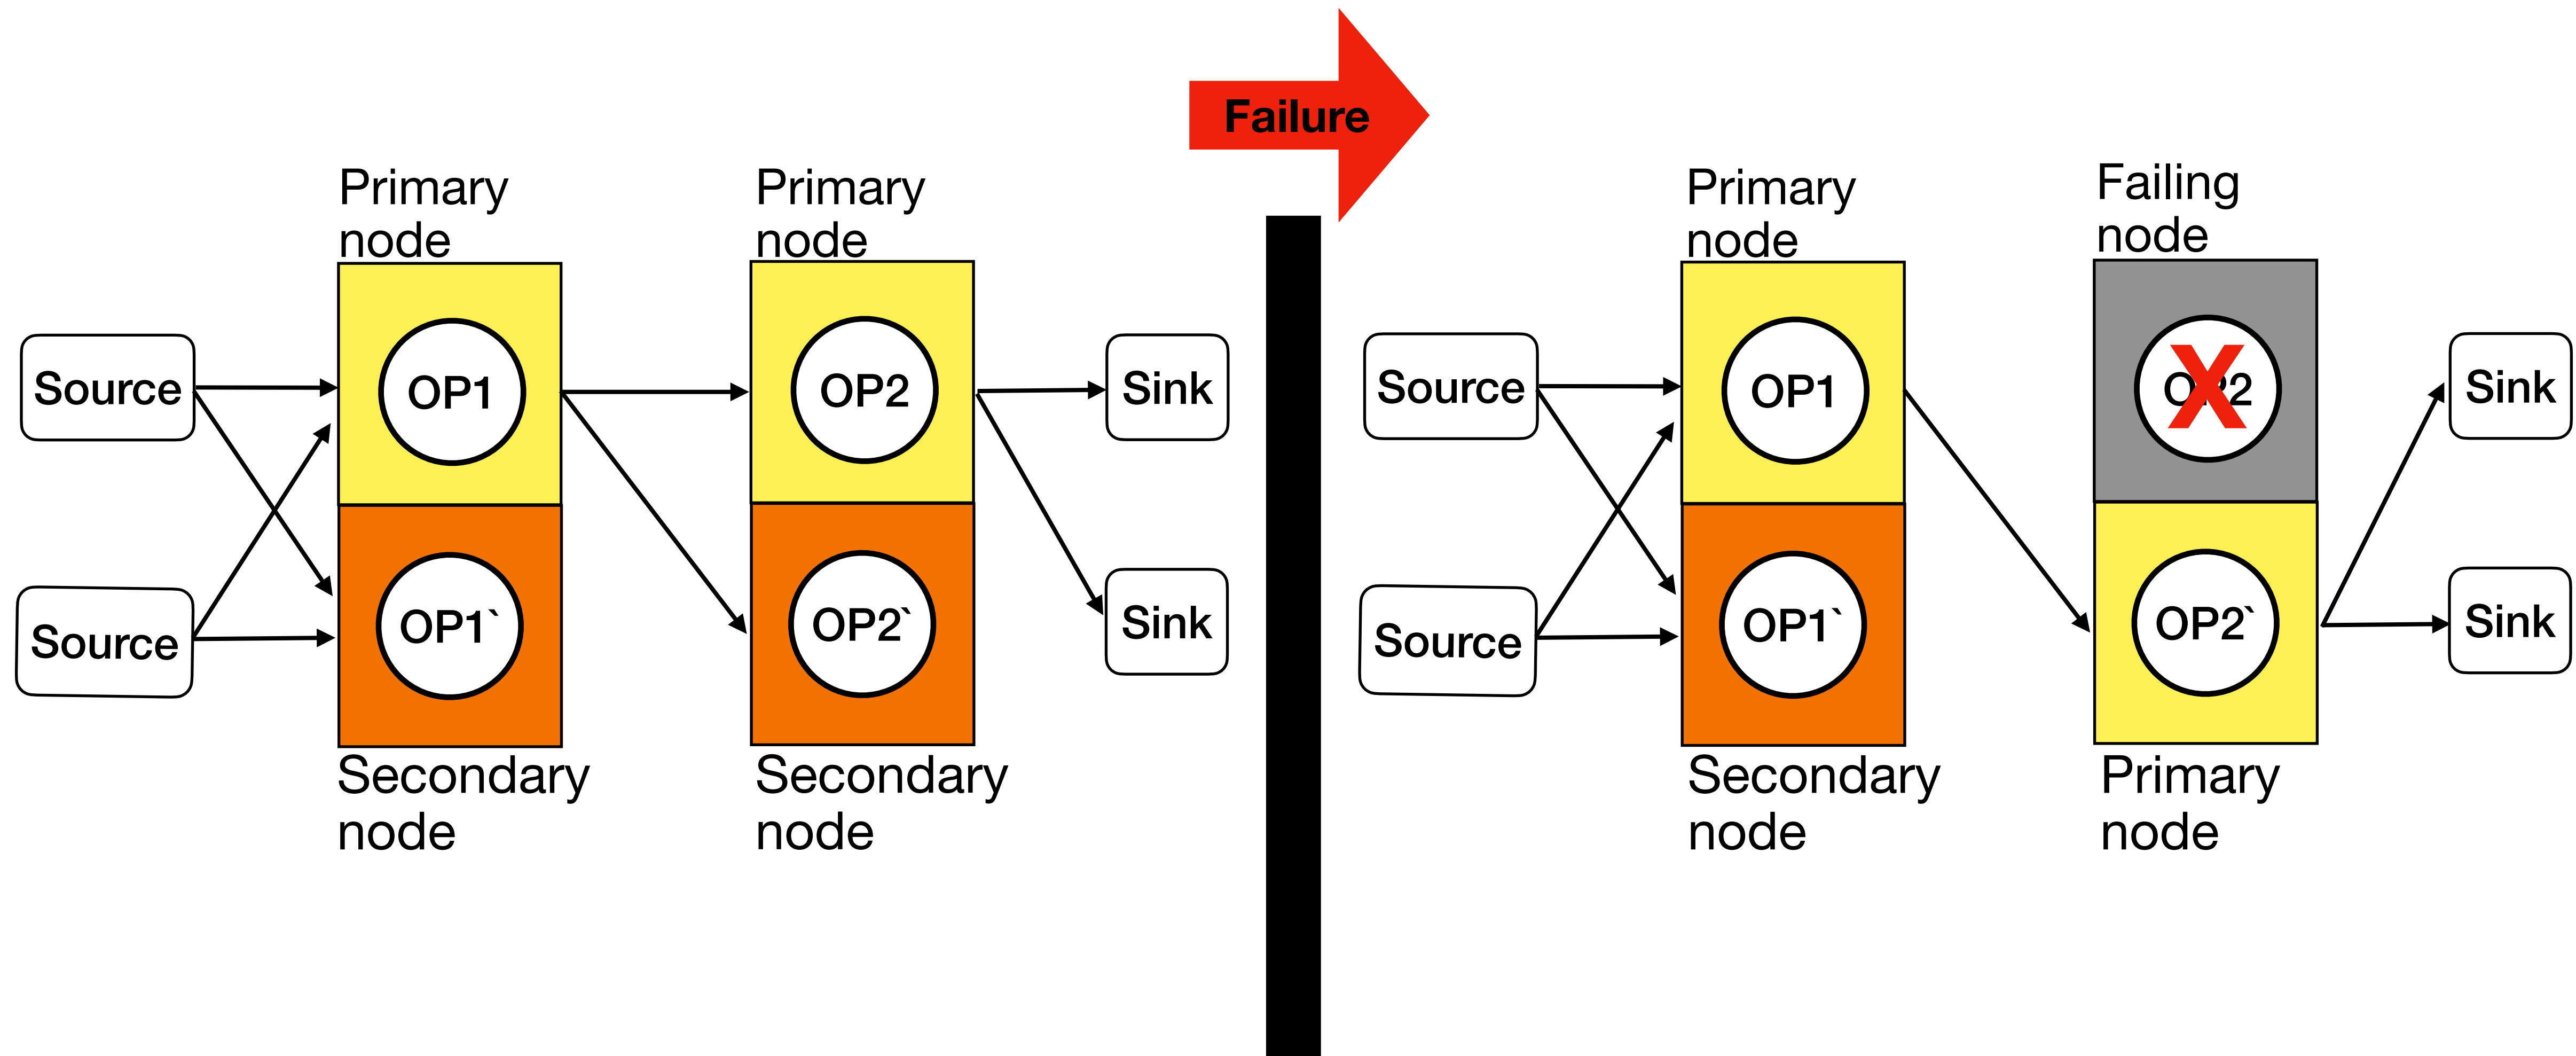 Failure
Primary
node
Primary
node
Source
OP1
OP2
Sink
Source
OP1`
OP2`
Sink
Secondary
node
Secondary
node
Primary
node
Failing
node
Source
OP1
OP2
X
Sink
Source
OP1`
OP2`
Sink
Secondary
node
Primary
node